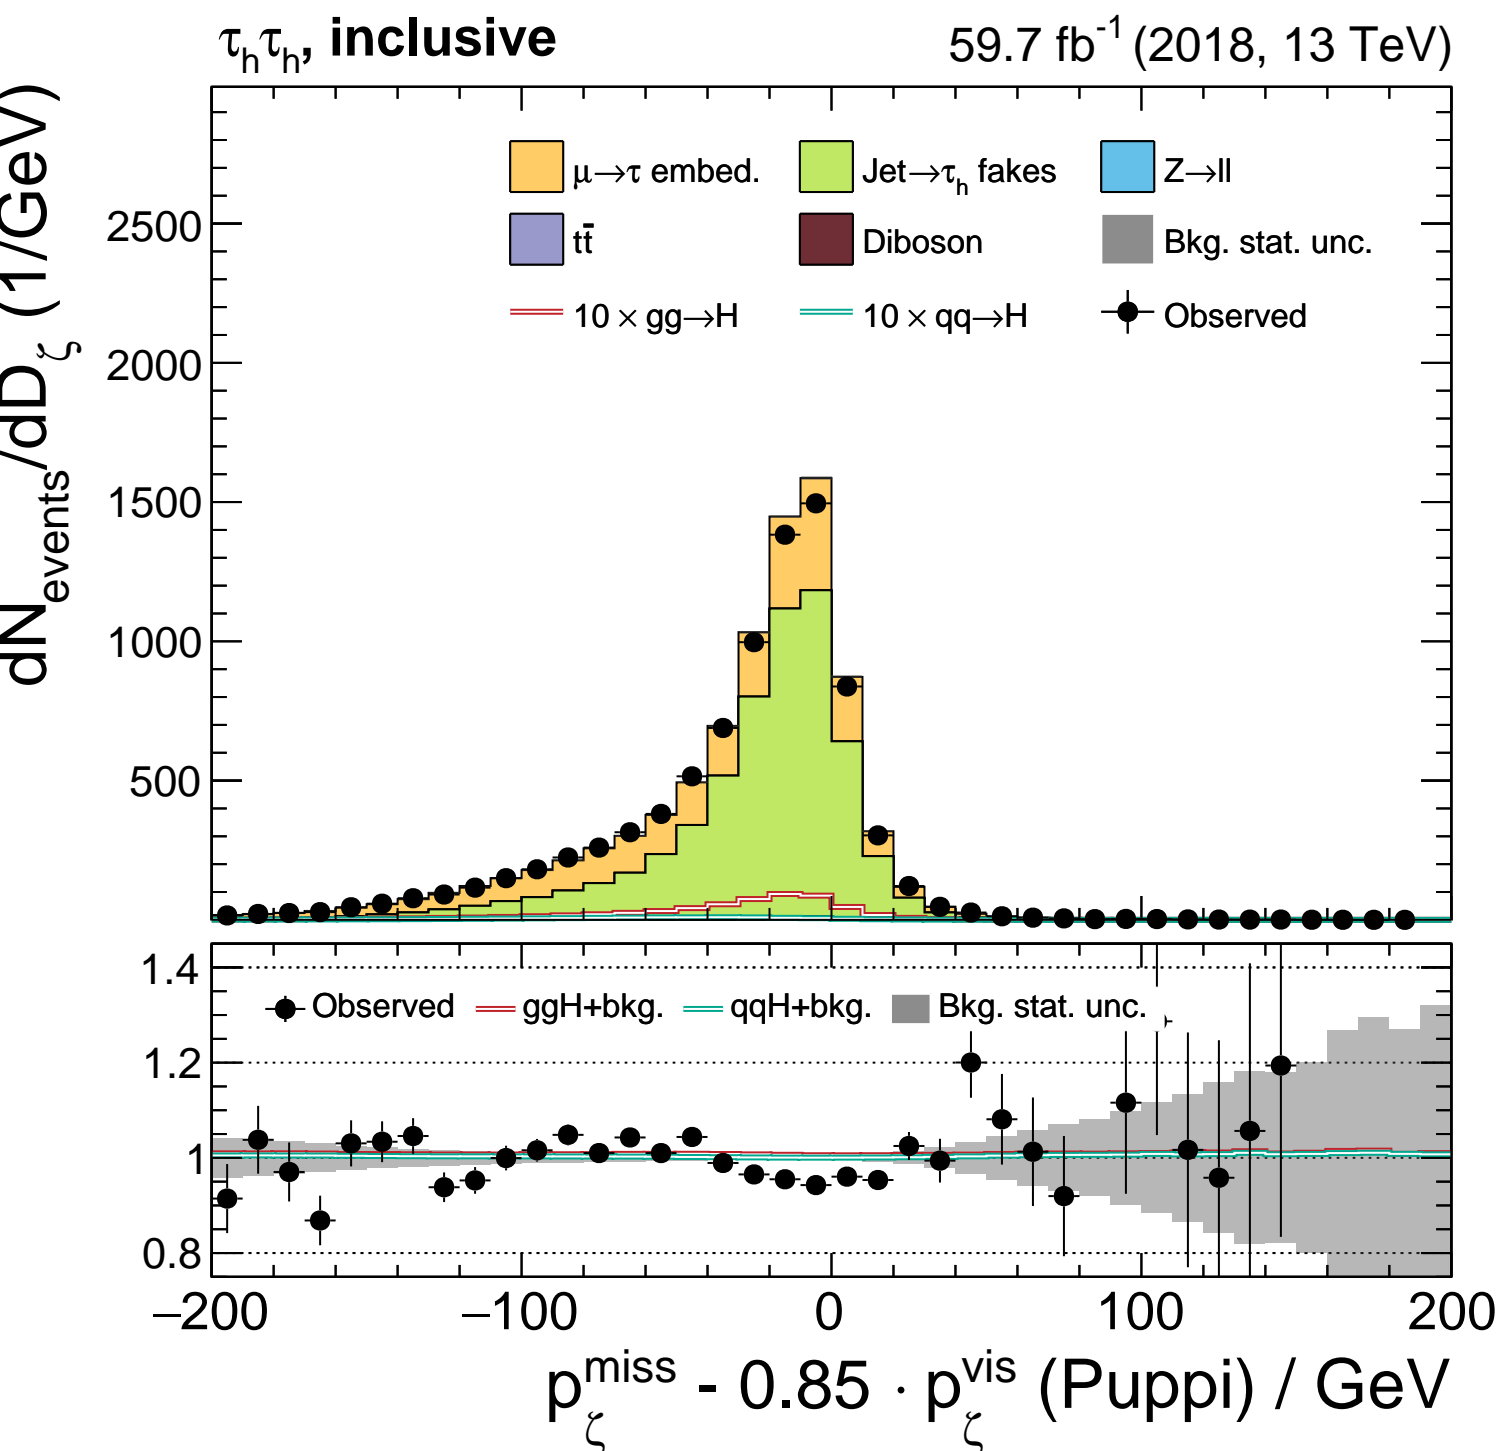 τhτh, inclusive 59.7 fb-1 (2018, 13 TeV)
dNevents/dDζ (1/GeV)
μ→τ embed. Jet→τh fakes Z→ll
tt̄ Diboson Bkg. stat. unc.
10 × gg→H 10 × qq→H Observed
2500
2000
1500
1000
500
1.4
Observed ggH+bkg. qqH+bkg. Bkg. stat. unc.
1.2
1
0.8
−200 −100 0 100 200
pζmiss - 0.85 · pζvis (Puppi) / GeV